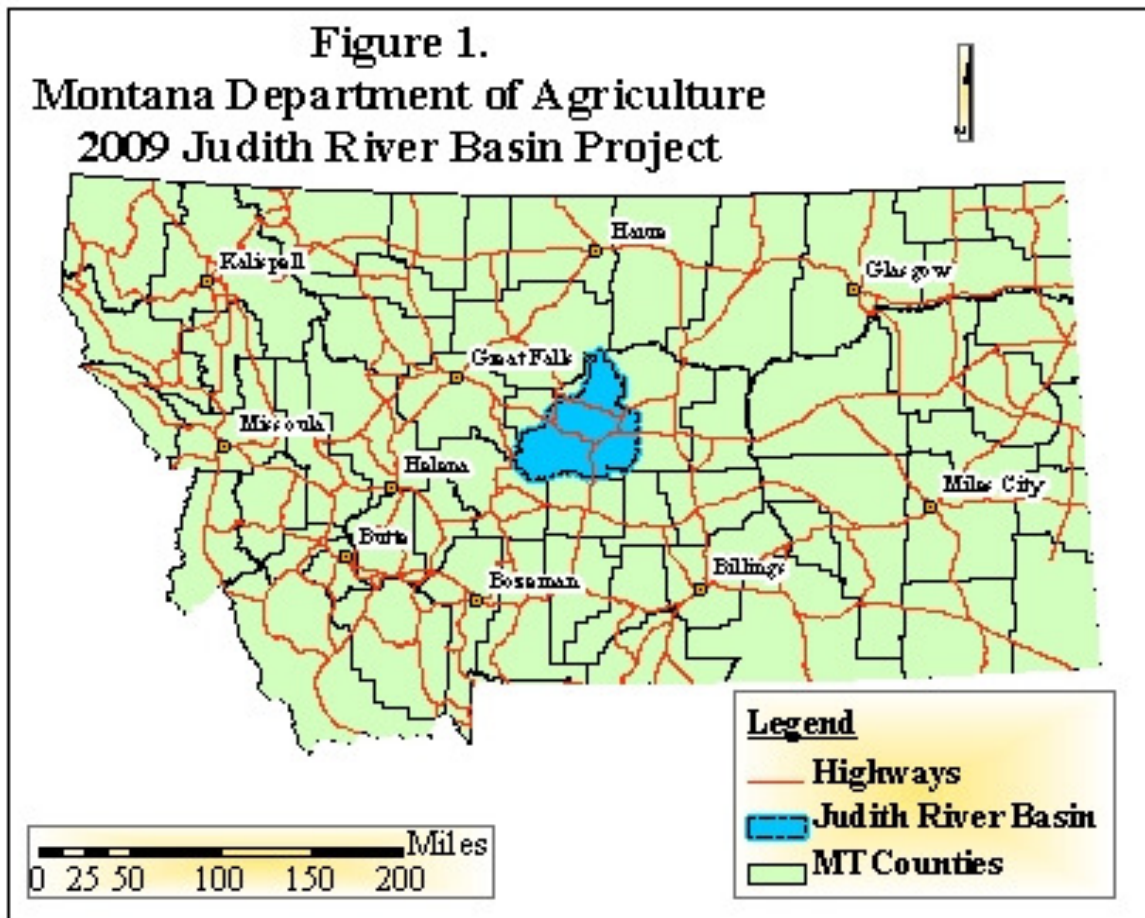 Figure 1.
Montana Department of Agriculture
2009 Judith River Basin Project
Havre
Kalispell
Glasgow
Great Falls
Missoula
Helena
Miles City
Butte
Billings
Bozeman
Legend
Highways
Judith River Basin
MT Counties
Miles
0 25 50 100 150 200